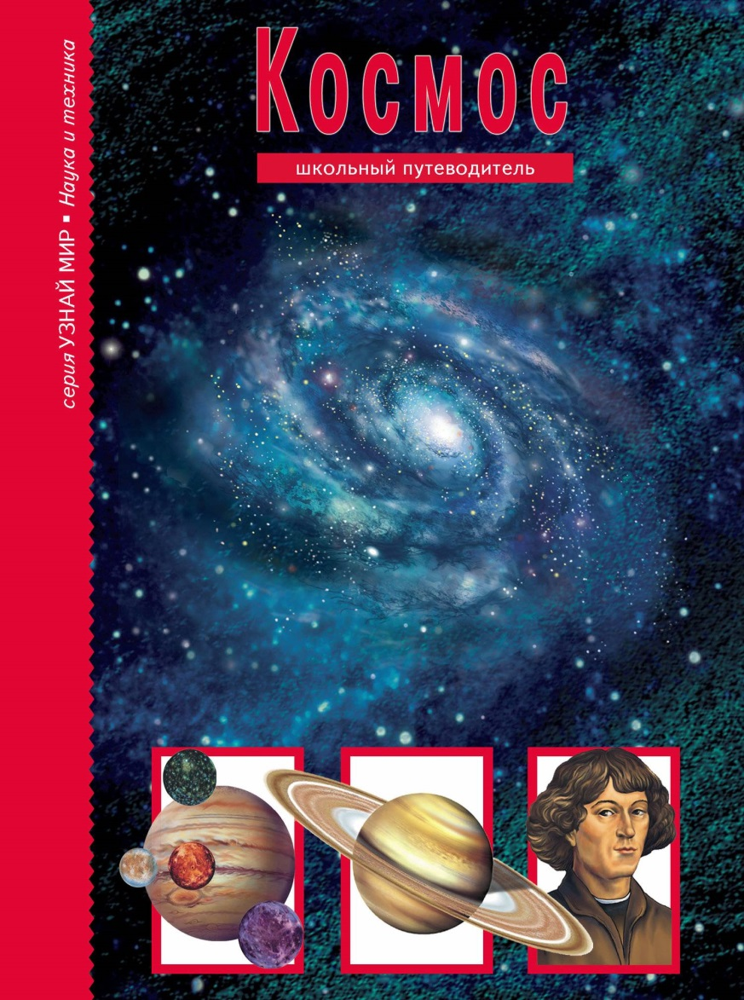 Космос
школьный путеводитель
серия УЗНАЙ МИР ▪ Наука и техника